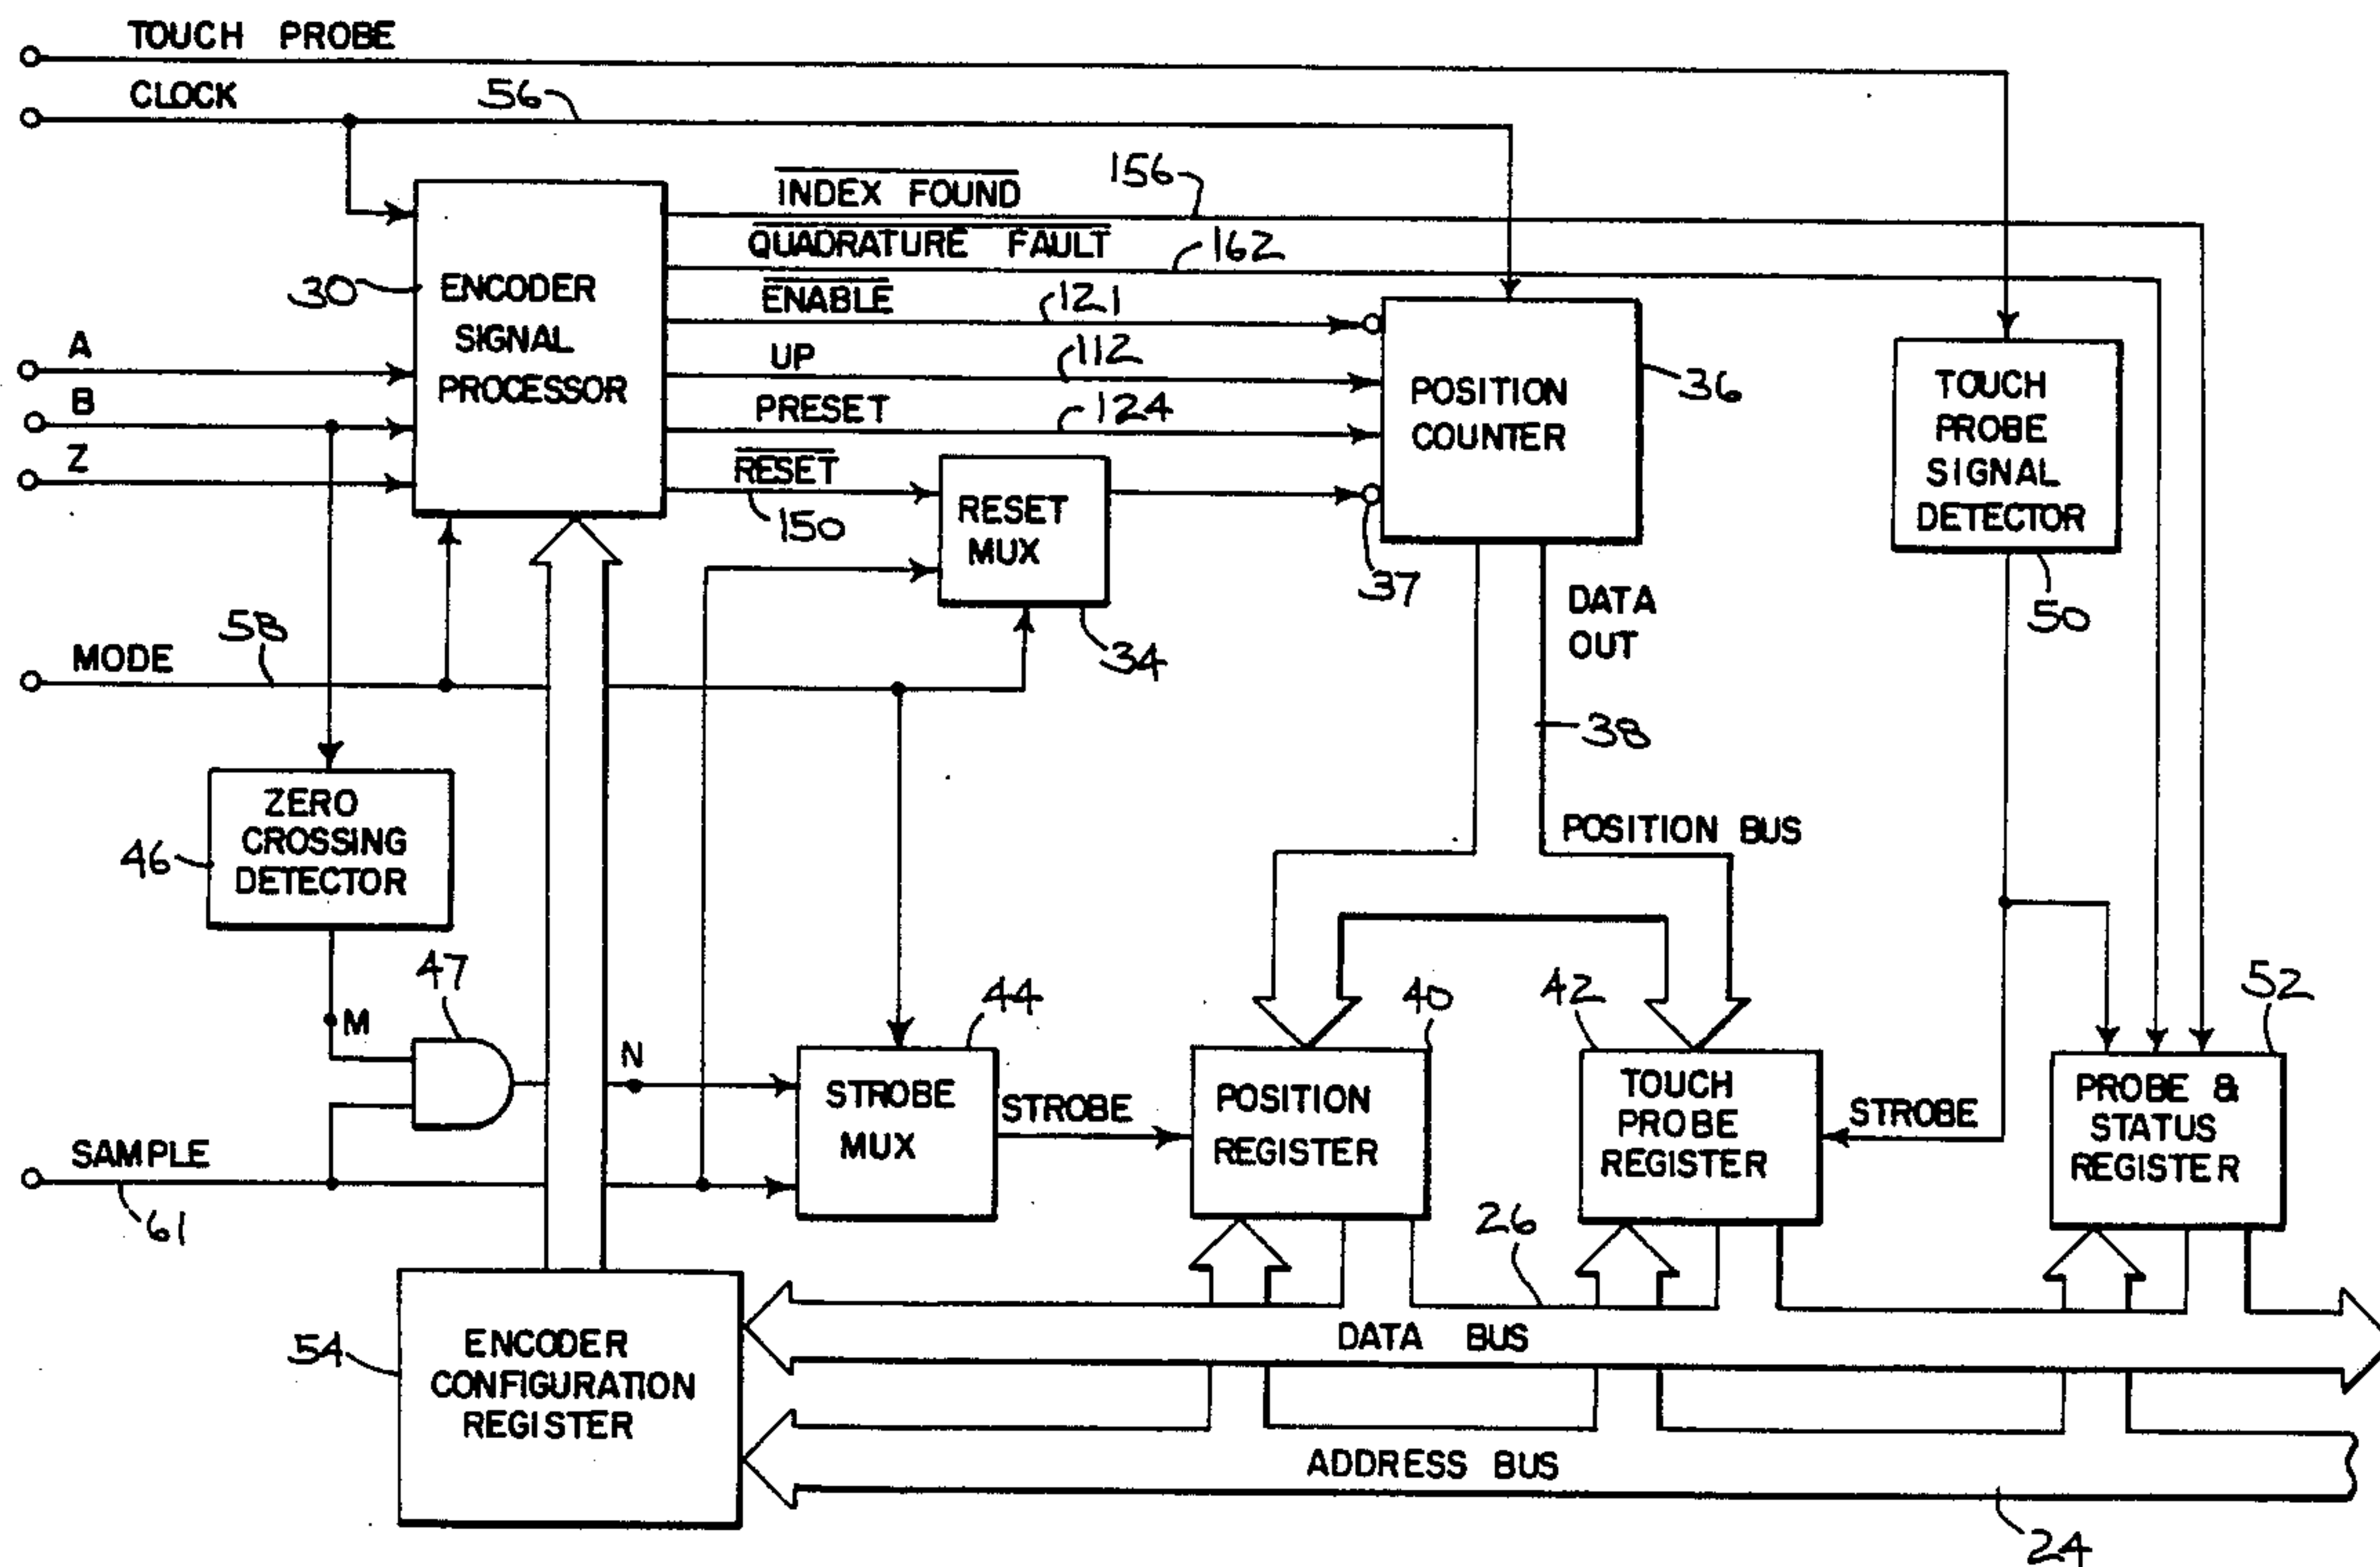 TOUCH PROBE
CLOCK
56
INDEX FOUND
156
QUADRATURE FAULT
162
30
ENCODER
SIGNAL
PROCESSOR
ENABLE
121
UP
112
PRESET
124
RESET
150
A
B
Z
POSITION
COUNTER
36
37
TOUCH
PROBE
SIGNAL
DETECTOR
50
RESET
MUX
34
DATA
OUT
38
58
MODE
POSITION BUS
ZERO
CROSSING
DETECTOR
46
M
47
N
44
STROBE
MUX
STROBE
40
POSITION
REGISTER
42
TOUCH
PROBE
REGISTER
STROBE
52
PROBE &
STATUS
REGISTER
SAMPLE
61
26
54
ENCODER
CONFIGURATION
REGISTER
DATA BUS
ADDRESS BUS
24